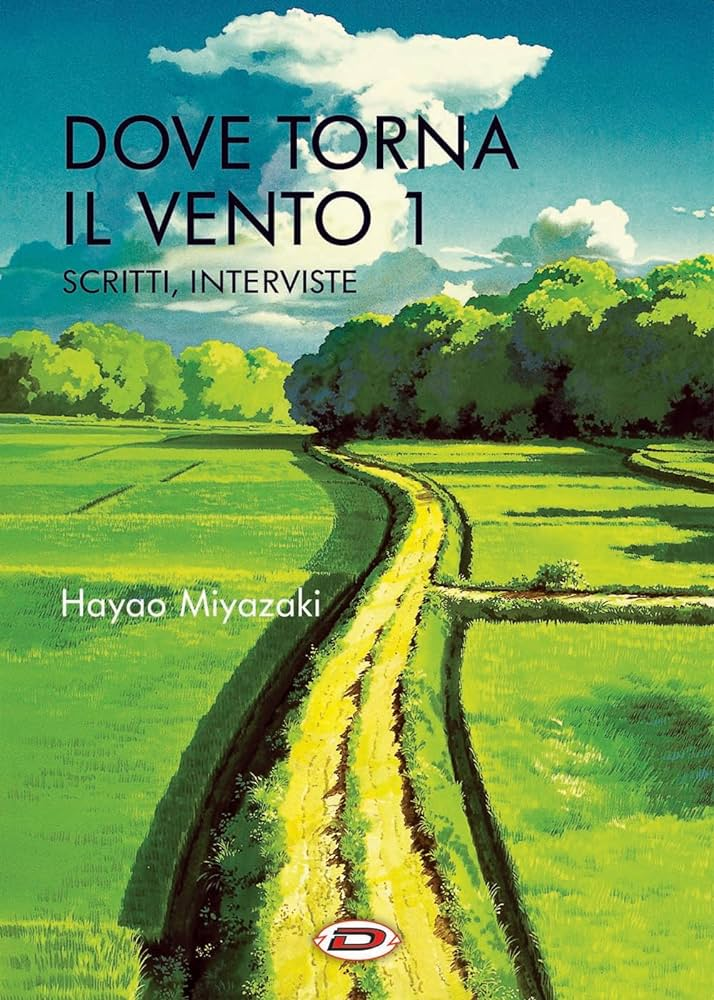 DOVE TORNA
IL VENTO 1
SCRITTI, INTERVISTE
Hayao Miyazaki
D